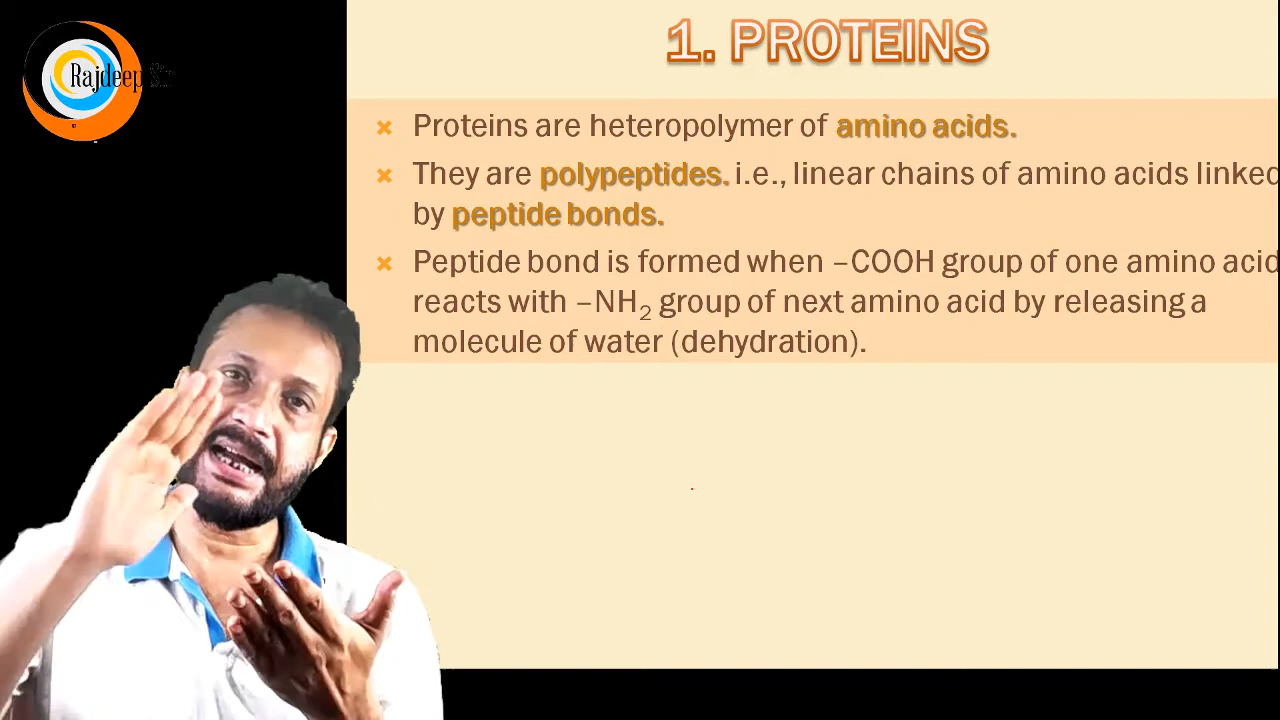 Rajdeep
1. PROTEINS
Proteins are heteropolymer of amino acids.
They are polypeptides. i.e., linear chains of amino acids linked
by peptide bonds.
Peptide bond is formed when –COOH group of one amino acid
reacts with –NH₂ group of next amino acid by releasing a
molecule of water (dehydration).